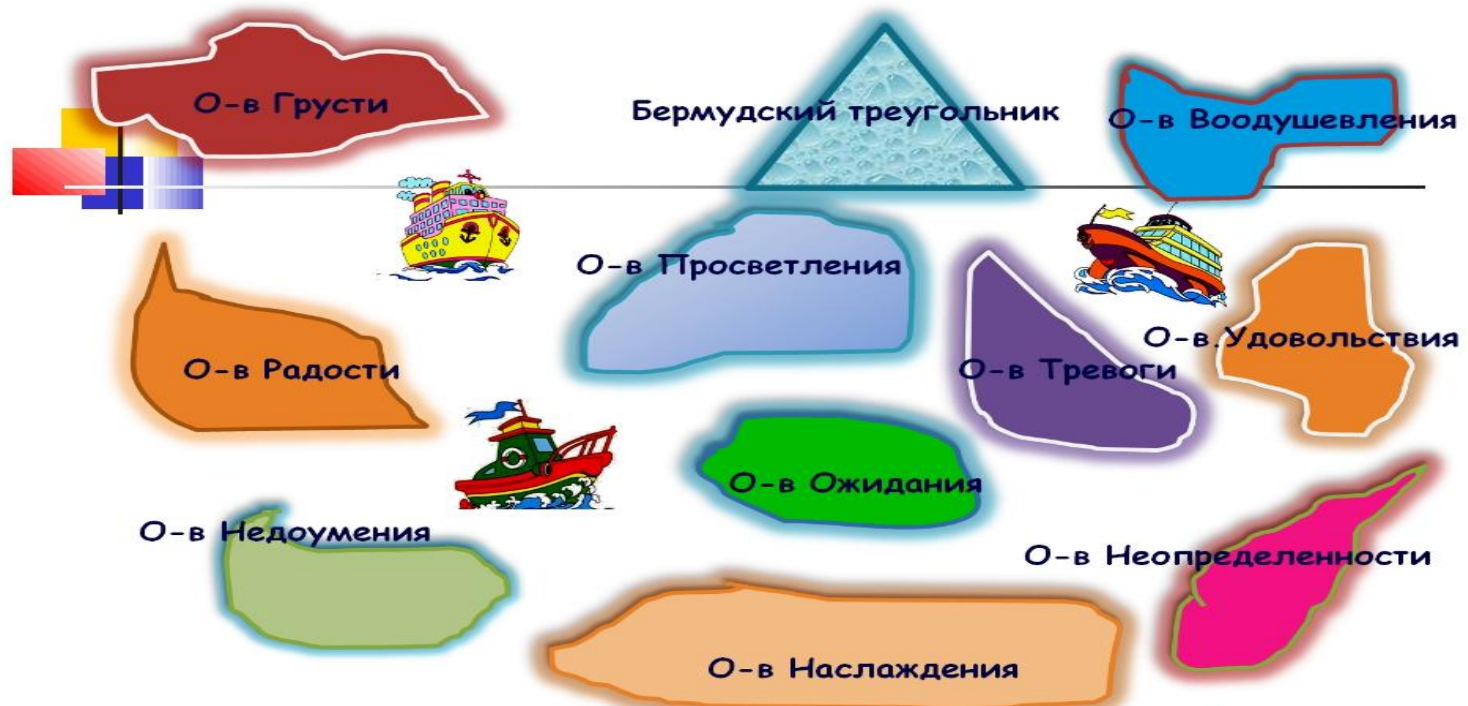 О-в Грусти
Бермудский треугольник
О-в Воодушевления
О-в Просветления
О-в Удовольствия
О-в Радости
О-в Тревоги
О-в Ожидания
О-в Недоумения
О-в Неопределенности
О-в Наслаждения